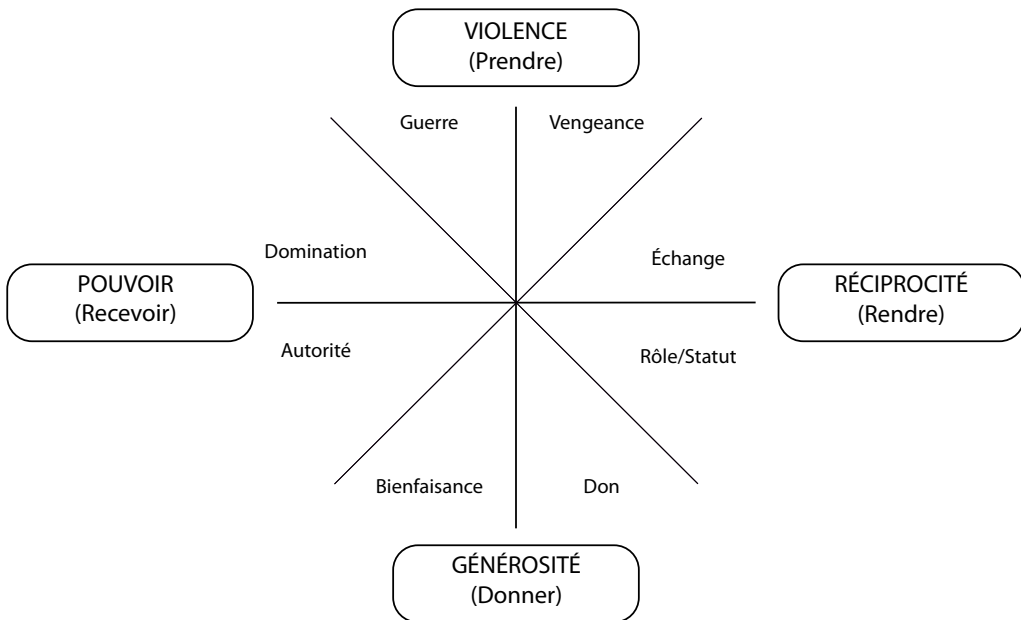 VIOLENCE
(Prendre)
Guerre
Vengeance
Domination
Échange
POUVOIR
(Recevoir)
RÉCIPROCITÉ
(Rendre)
Autorité
Rôle/Statut
Bienfaisance
Don
GÉNÉROSITÉ
(Donner)